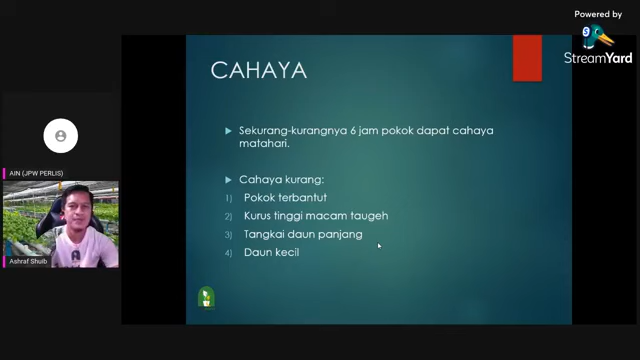 Powered by
StreamYard
CAHAYA
Sekurang-kurangnya 6 jam pokok dapat cahaya
matahari.
Cahaya kurang:
1) Pokok terbantut
2) Kurus tinggi macam taugeh
3) Tangkai daun panjang
4) Daun kecil
AIN (JPW PERLIS)
Ashraf Shuib